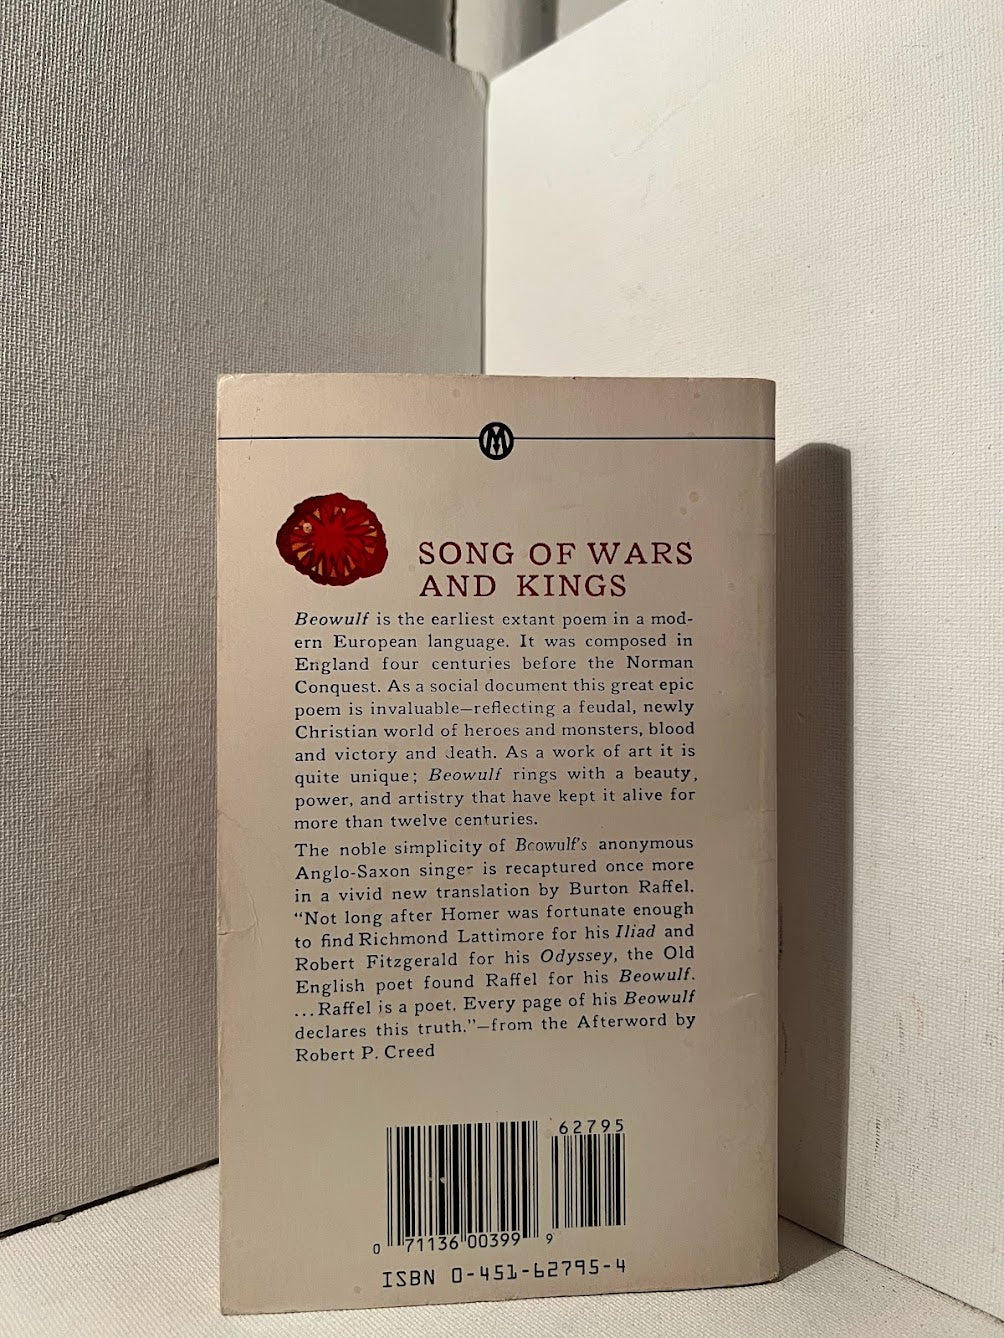 M
SONG OF WARS
AND KINGS
Beowulf is the earliest extant poem in a mod-
ern European language. It was composed in
England four centuries before the Norman
Conquest. As a social document this great epic
poem is invaluable—reflecting a feudal, newly
Christian world of heroes and monsters, blood
and victory and death. As a work of art it is
quite unique; Beowulf rings with a beauty,
power, and artistry that have kept it alive for
more than twelve centuries.
The noble simplicity of Beowulf's anonymous
Anglo-Saxon singer is recaptured once more
in a vivid new translation by Burton Raffel.
“Not long after Homer was fortunate enough
to find Richmond Lattimore for his Iliad and
Robert Fitzgerald for his Odyssey, the Old
English poet found Raffel for his Beowulf.
...Raffel is a poet. Every page of his Beowulf
declares this truth.”—from the Afterword by
Robert P. Creed
62795
0 71136 00399 9
ISBN 0-451-62795-4